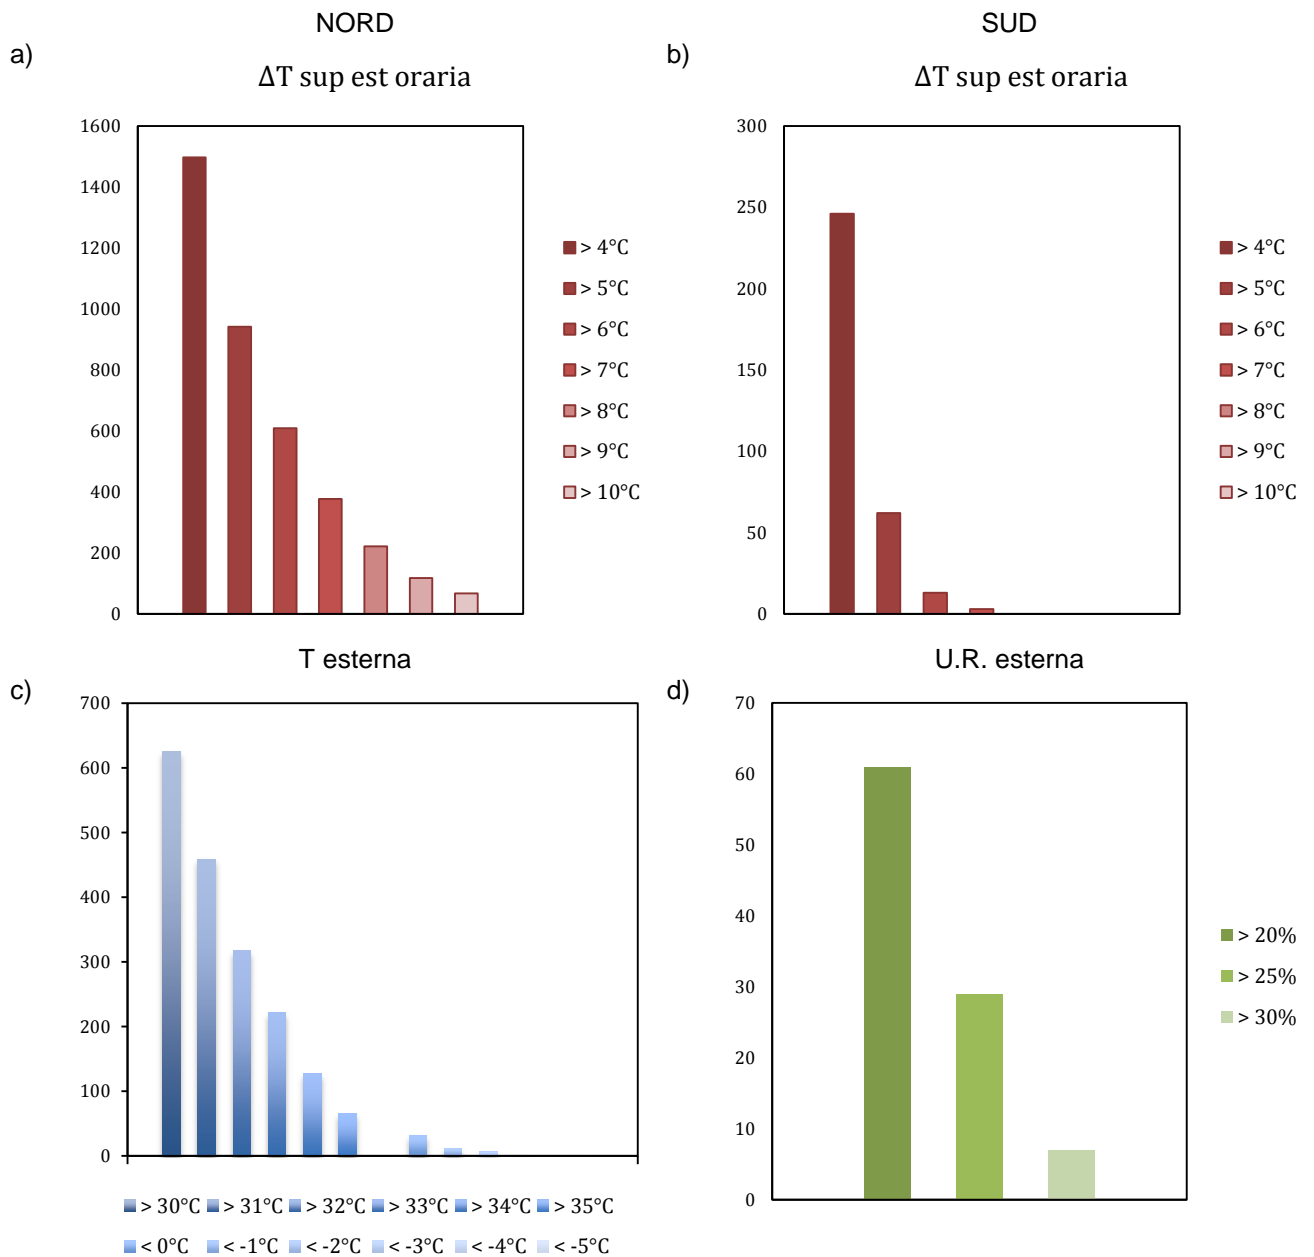 NORD
a)
ΔT sup est oraria
1600
1400
1200
1000
800
600
400
200
0
> 4°C
> 5°C
> 6°C
> 7°C
> 8°C
> 9°C
> 10°C
SUD
b)
ΔT sup est oraria
300
250
200
150
100
50
0
> 4°C
> 5°C
> 6°C
> 7°C
> 8°C
> 9°C
> 10°C
T esterna
c)
700
600
500
400
300
200
100
0
> 30°C > 31°C > 32°C > 33°C > 34°C > 35°C
< 0°C < -1°C < -2°C < -3°C < -4°C < -5°C
U.R. esterna
d)
70
60
50
40
30
20
10
0
> 20%
> 25%
> 30%